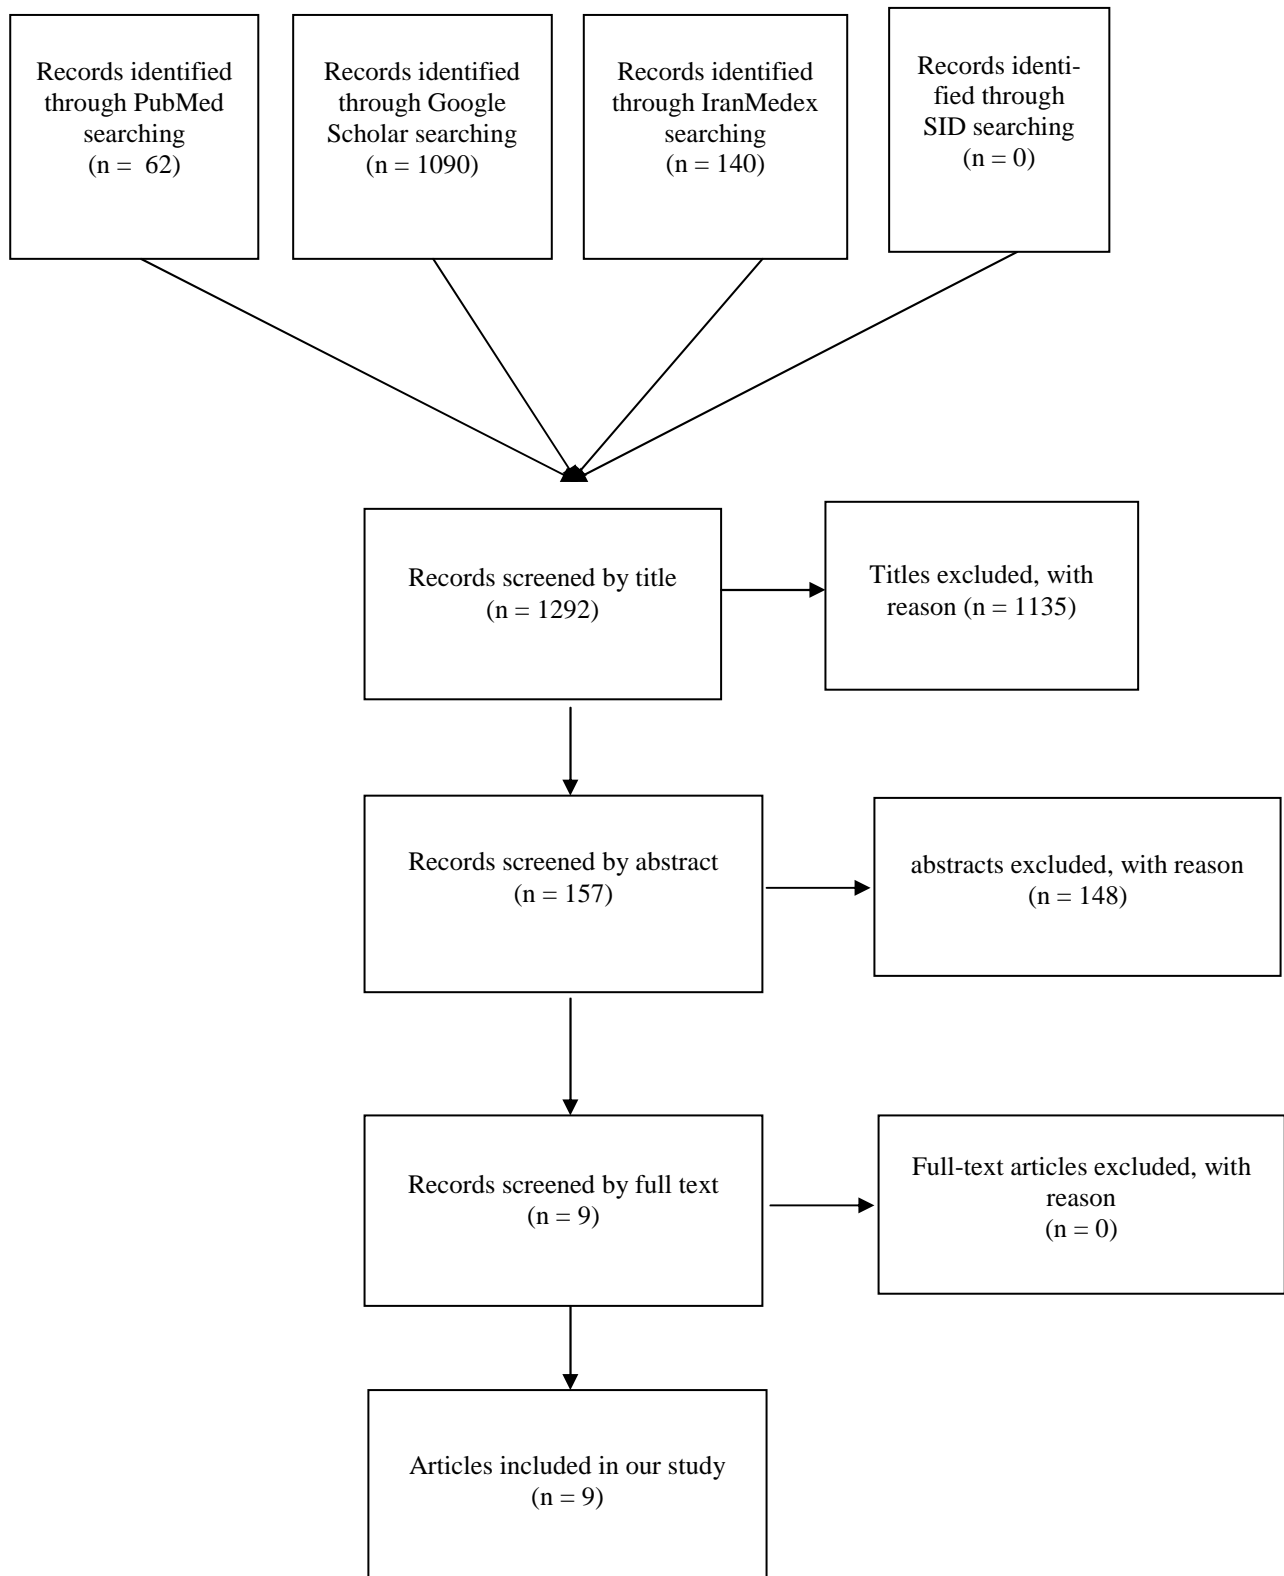 Records identified
through PubMed
searching
(n =  62)
Records identified
through Google
Scholar searching
(n = 1090)
Records identified
through IranMedex
searching
(n = 140)
Records identi-
fied through
SID searching
(n = 0)
Records screened by title
(n = 1292)
Titles excluded, with
reason (n = 1135)
Records screened by abstract
(n = 157)
abstracts excluded, with reason
(n = 148)
Records screened by full text
(n = 9)
Full-text articles excluded, with
reason
(n = 0)
Articles included in our study
(n = 9)